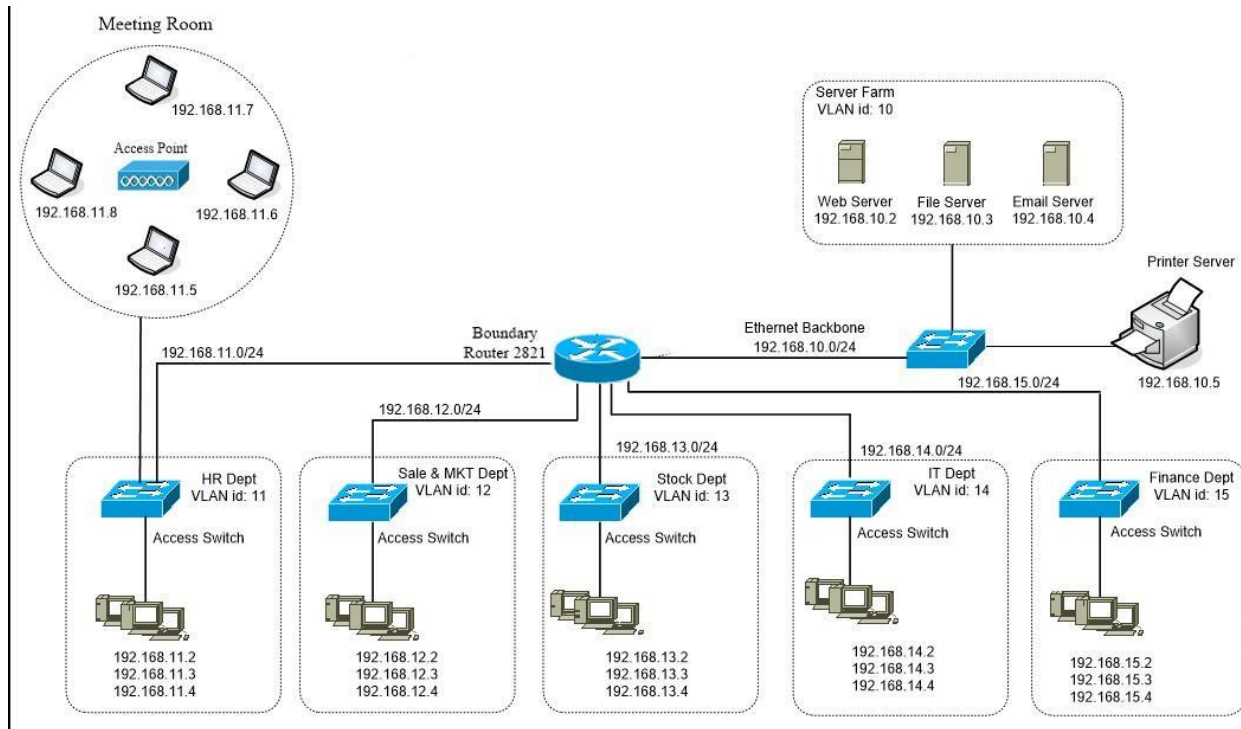 Meeting Room
192.168.11.7
Access Point
192.168.11.8
192.168.11.6
192.168.11.5
Server Farm
VLAN id: 10
Web Server
192.168.10.2
File Server
192.168.10.3
Email Server
192.168.10.4
Printer Server
192.168.10.5
Boundary
Router 2821
Ethernet Backbone
192.168.10.0/24
192.168.11.0/24
192.168.12.0/24
192.168.13.0/24
192.168.14.0/24
192.168.15.0/24
HR Dept
VLAN id: 11
Access Switch
192.168.11.2
192.168.11.3
192.168.11.4
Sale & MKT Dept
VLAN id: 12
Access Switch
192.168.12.2
192.168.12.3
192.168.12.4
Stock Dept
VLAN id: 13
Access Switch
192.168.13.2
192.168.13.3
192.168.13.4
IT Dept
VLAN id: 14
Access Switch
192.168.14.2
192.168.14.3
192.168.14.4
Finance Dept
VLAN id: 15
Access Switch
192.168.15.2
192.168.15.3
192.168.15.4